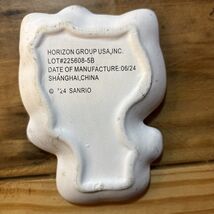 HORIZON GROUP USA,INC.
LOT#225608-5B
DATE OF MANUFACTURE:06/24
SHANGHAI,CHINA
© '24 SANRIO